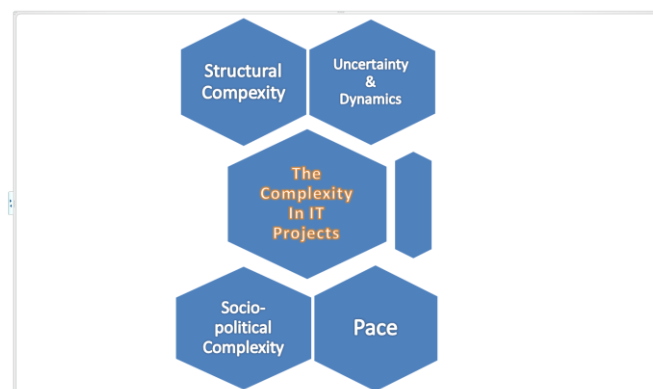 Structural
Compexity
Uncertainty
&
Dynamics
The
Complexity
In IT
Projects
Socio-
political
Complexity
Pace